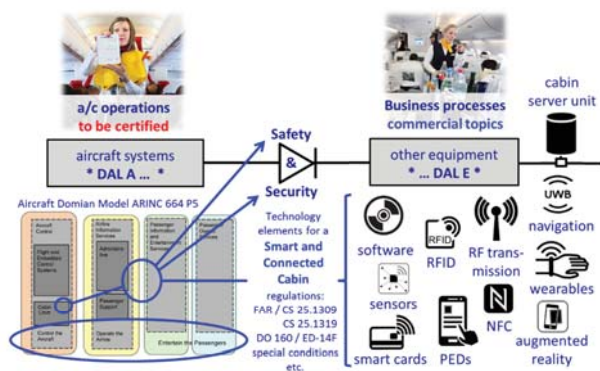 a/c operations
to be certified
Business processes
commercial topics
cabin
server unit
aircraft systems
* DAL A ... *
Safety
&
Security
other equipment
* ... DAL E *
Aircraft Domian Model ARINC 664 P5
Aircraft
Control
Airline
Information
Services
Passenger
Information
and
Entertainment
Services
Passenger
Devices
Flight and
Embedded
Control
Systems
Administra
tive
Cabin
Core
Passenger
Support
Control the
Aircraft
Operate the
Airline
Entertain the Passengers
Technology
elements for a
Smart and
Connected
Cabin
regulations:
FAR / CS 25.1309
CS 25.1319
DO 160 / ED-14F
special conditions
etc.
software
RFID
RFID
RF trans-
mission
UWB
navigation
sensors
wearables
smart cards
PEDs
NFC
augmented
reality